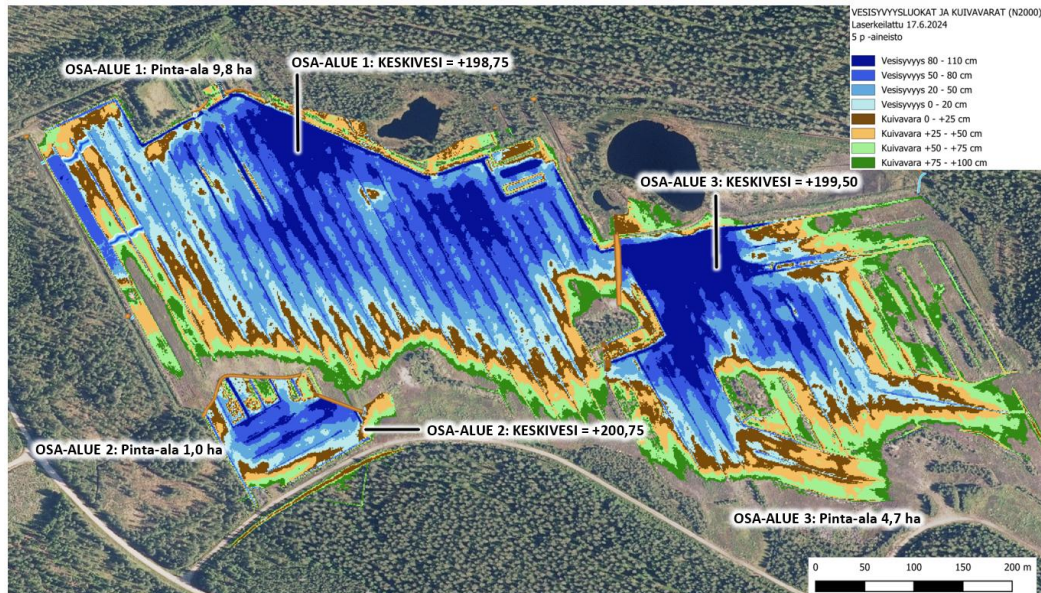 VESISYVYYSLUOKAT JA KUIVAVARAT (N2000)
Laserkeilattu 17.6.2024
5 p -aineisto
Vesisyvyys 80 - 110 cm
Vesisyvyys 50 - 80 cm
Vesisyvyys 20 - 50 cm
Vesisyvyys 0 - 20 cm
Kuivavara 0 - +25 cm
Kuivavara +25 - +50 cm
Kuivavara +50 - +75 cm
Kuivavara +75 - +100 cm
OSA-ALUE 1: KESKIVESI = +198,75
OSA-ALUE 1: Pinta-ala 9,8 ha
OSA-ALUE 3: KESKIVESI = +199,50
OSA-ALUE 2: KESKIVESI = +200,75
OSA-ALUE 2: Pinta-ala 1,0 ha
OSA-ALUE 3: Pinta-ala 4,7 ha
0 50 100 150 200 m